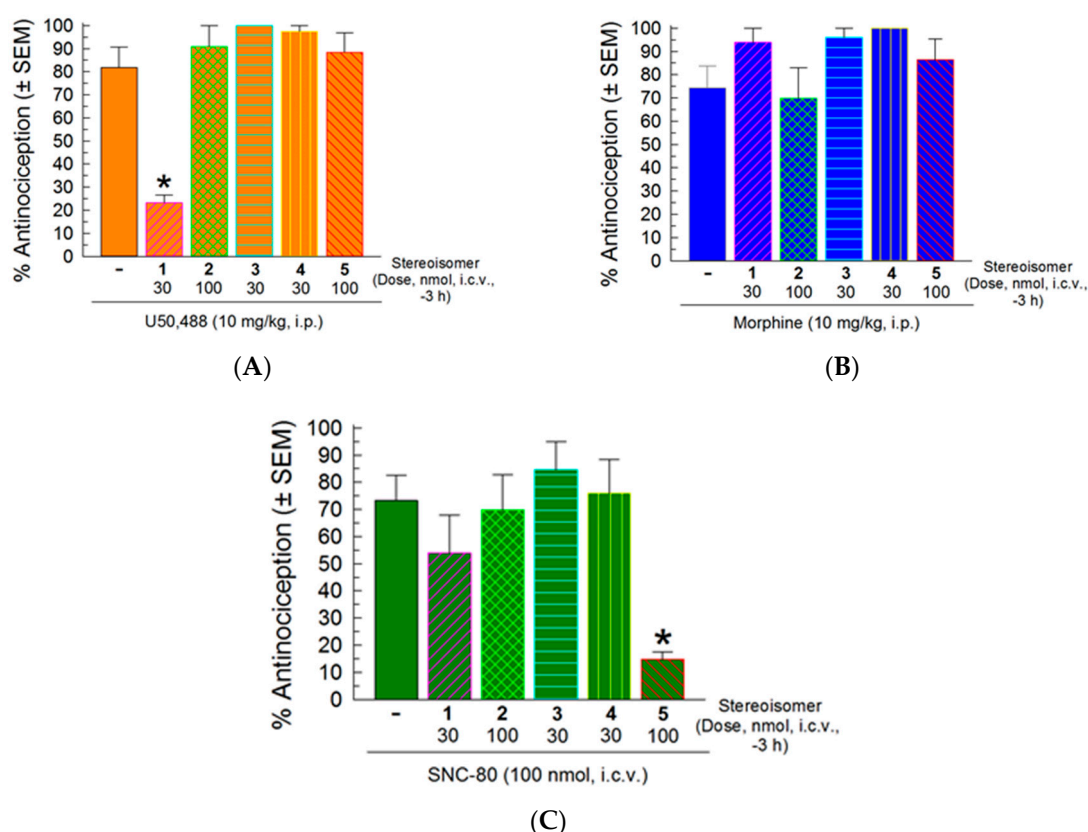 % Antinociception (± SEM)
100
90
80
70
60
50
40
30
20
10
0
*
– 1 2 3 4 5 Stereoisomer
30 100 30 30 100 (Dose, nmol, i.c.v.,
-3 h)
U50,488 (10 mg/kg, i.p.)
(A)
% Antinociception (± SEM)
100
90
80
70
60
50
40
30
20
10
0
– 1 2 3 4 5 Stereoisomer
30 100 30 30 100 (Dose, nmol, i.c.v.,
-3 h)
Morphine (10 mg/kg, i.p.)
(B)
% Antinociception (± SEM)
100
90
80
70
60
50
40
30
20
10
0
*
– 1 2 3 4 5 Stereoisomer
30 100 30 30 100 (Dose, nmol, i.c.v.,
-3 h)
SNC-80 (100 nmol, i.c.v.)
(C)